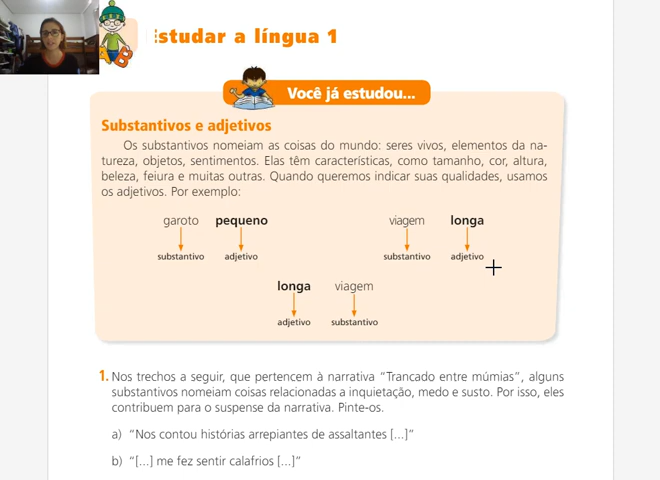 Estudar a língua 1
Você já estudou...
Substantivos e adjetivos
Os substantivos nomeiam as coisas do mundo: seres vivos, elementos da na-
tureza, objetos, sentimentos. Elas têm características, como tamanho, cor, altura,
beleza, feiura e muitas outras. Quando queremos indicar suas qualidades, usamos
os adjetivos. Por exemplo:
garoto pequeno viagem longa
substantivo adjetivo substantivo adjetivo
longa viagem
adjetivo substantivo
1. Nos trechos a seguir, que pertencem à narrativa “Trancado entre múmias”, alguns
substantivos nomeiam coisas relacionadas a inquietação, medo e susto. Por isso, eles
contribuem para o suspense da narrativa. Pinte-os.
a) “Nos contou histórias arrepiantes de assaltantes [...]”
b) “[...] me fez sentir calafrios [...]”